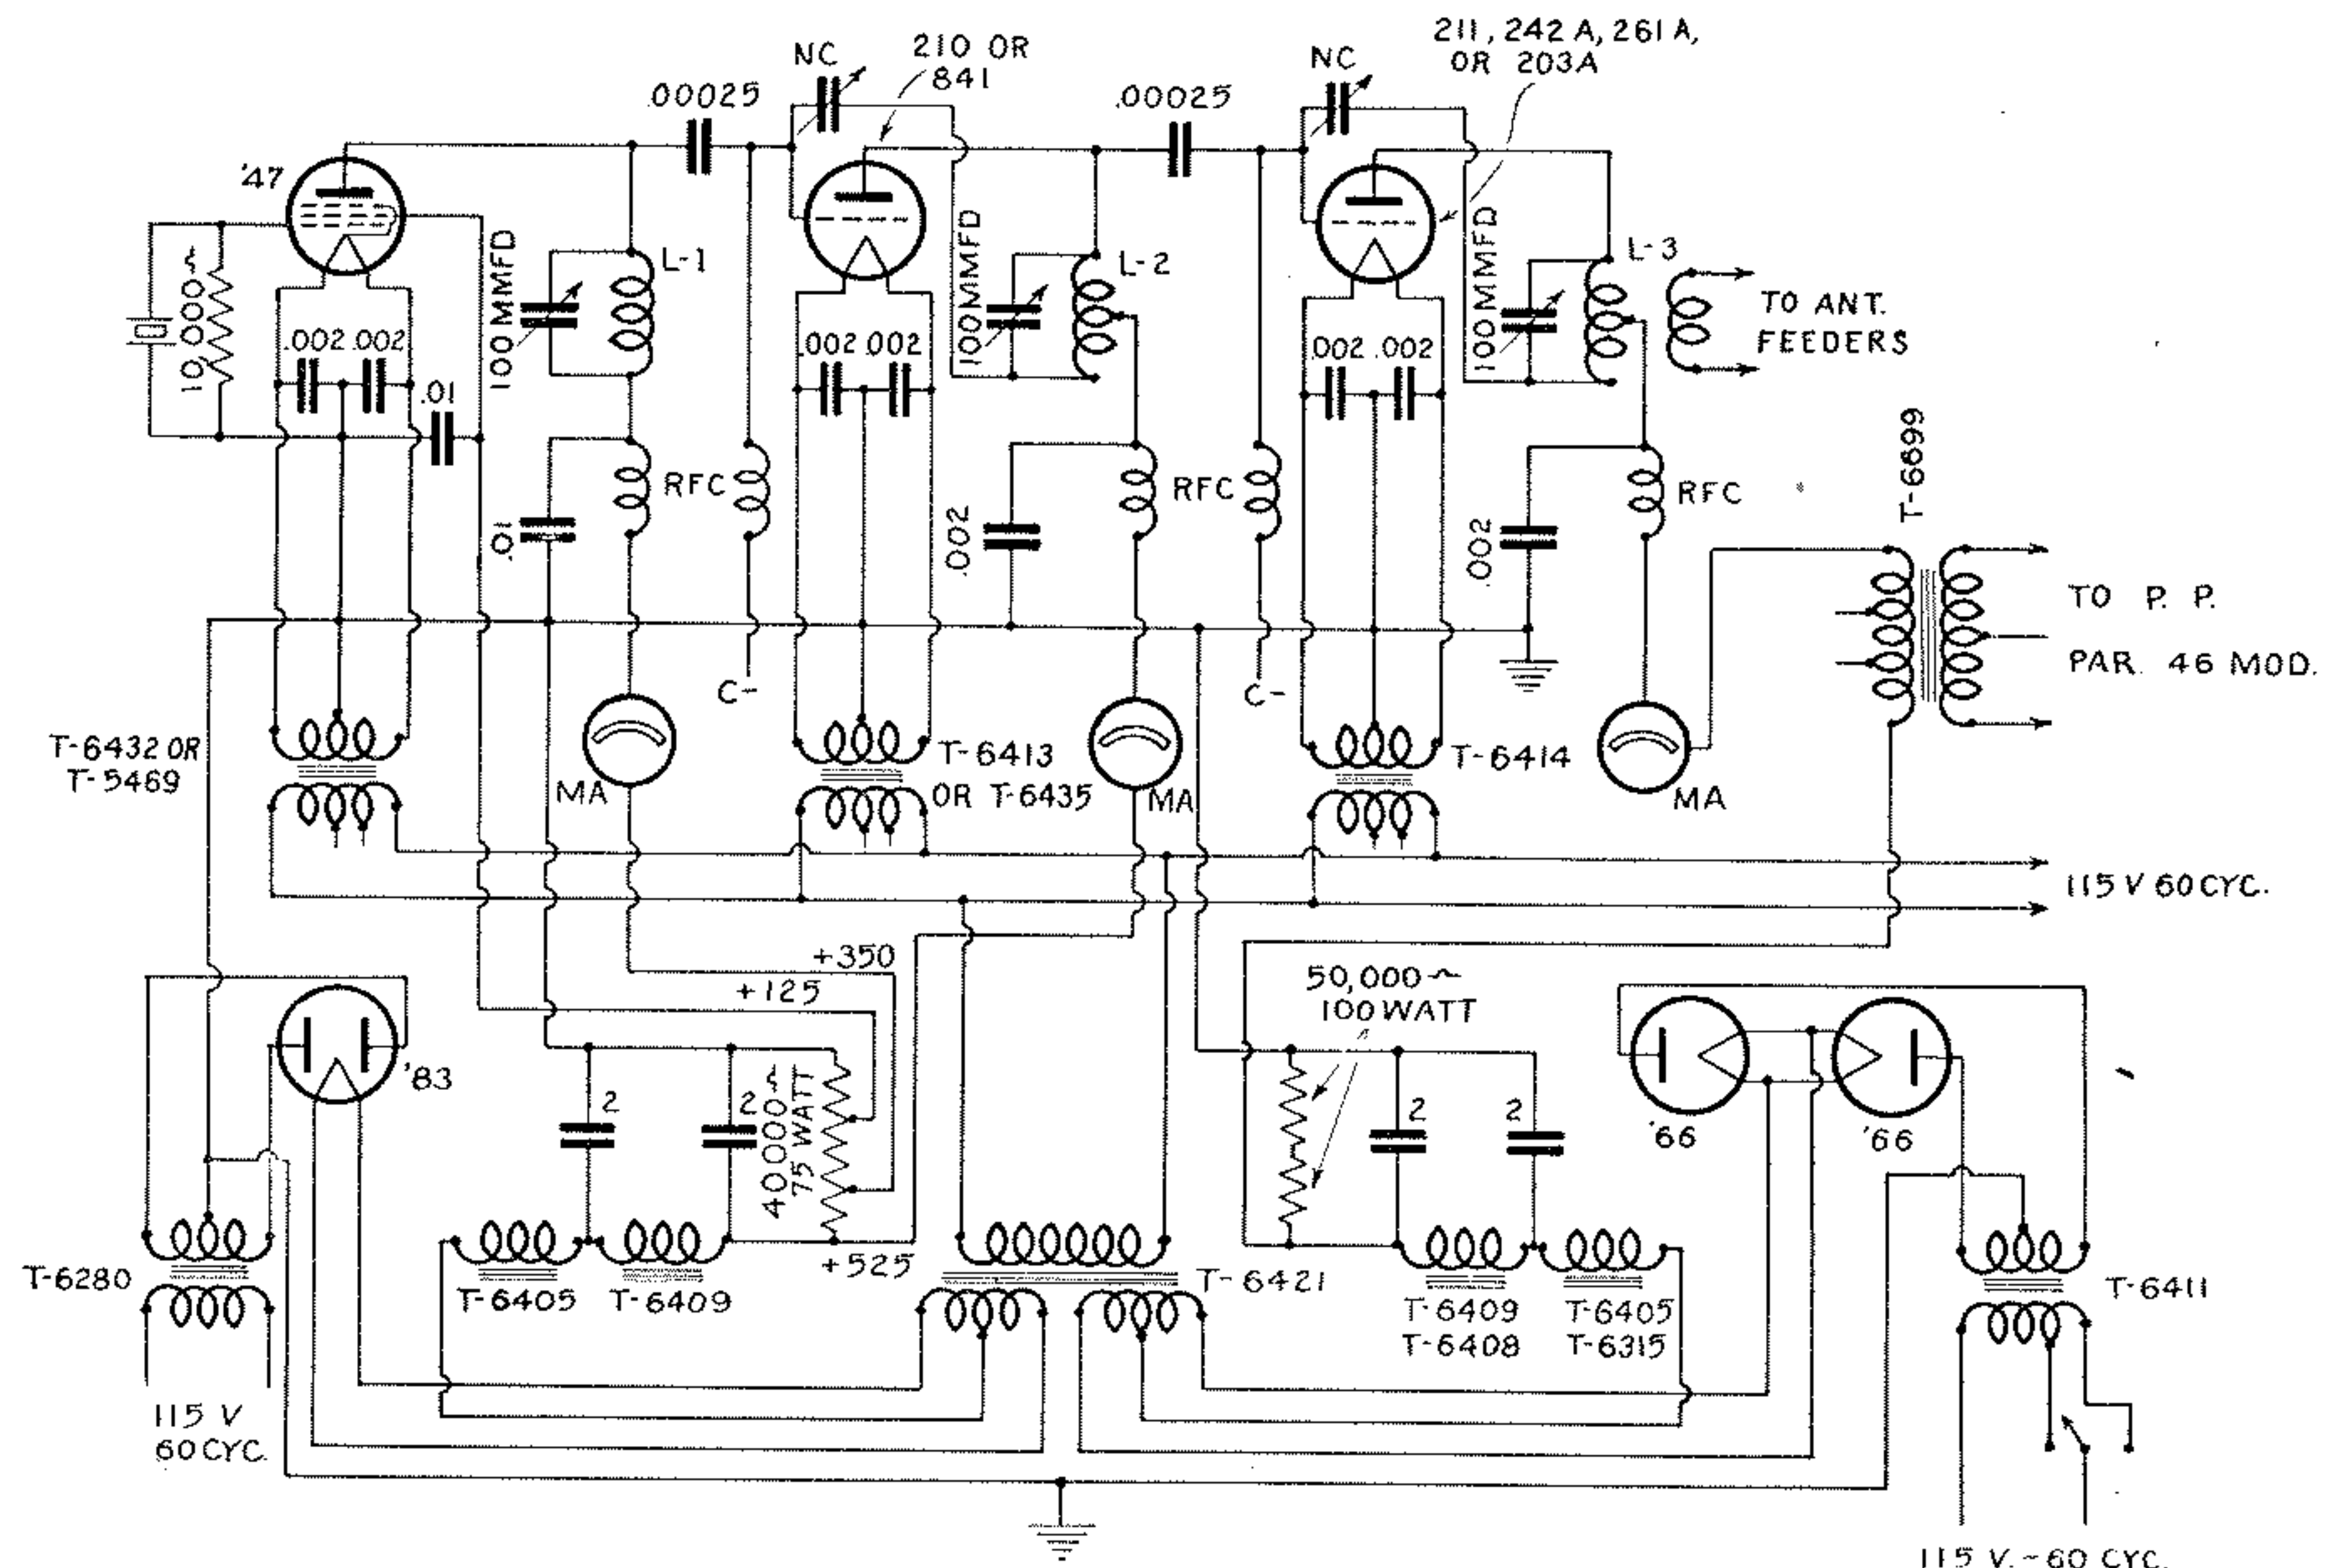 NC
210 OR
841
NC
211, 242 A, 261 A,
OR 203A
.00025
.00025
'47
10,000
100 MMFD
L-1
100 MMFD
L-2
100 MMFD
L-3
TO ANT.
FEEDERS
.002 .002
.01
.002 .002
.002 .002
T-6699
RFC
RFC
RFC
.01
.002
.002
TO P. P.
PAR. 46 MOD.
C-
C-
T-6432 OR
T-5469
MA
T-6413
OR T-6435
MA
T-6414
MA
115 V 60 CYC.
+350
+125
50,000
100 WATT
'83
2
2
40000
75 WATT
2
2
'66
'66
+525
T-6280
T-6405
T-6409
T-6421
T-6409
T-6408
T-6405
T-6315
T-6411
115 V
60 CYC.
115 V. - 60 CYC.